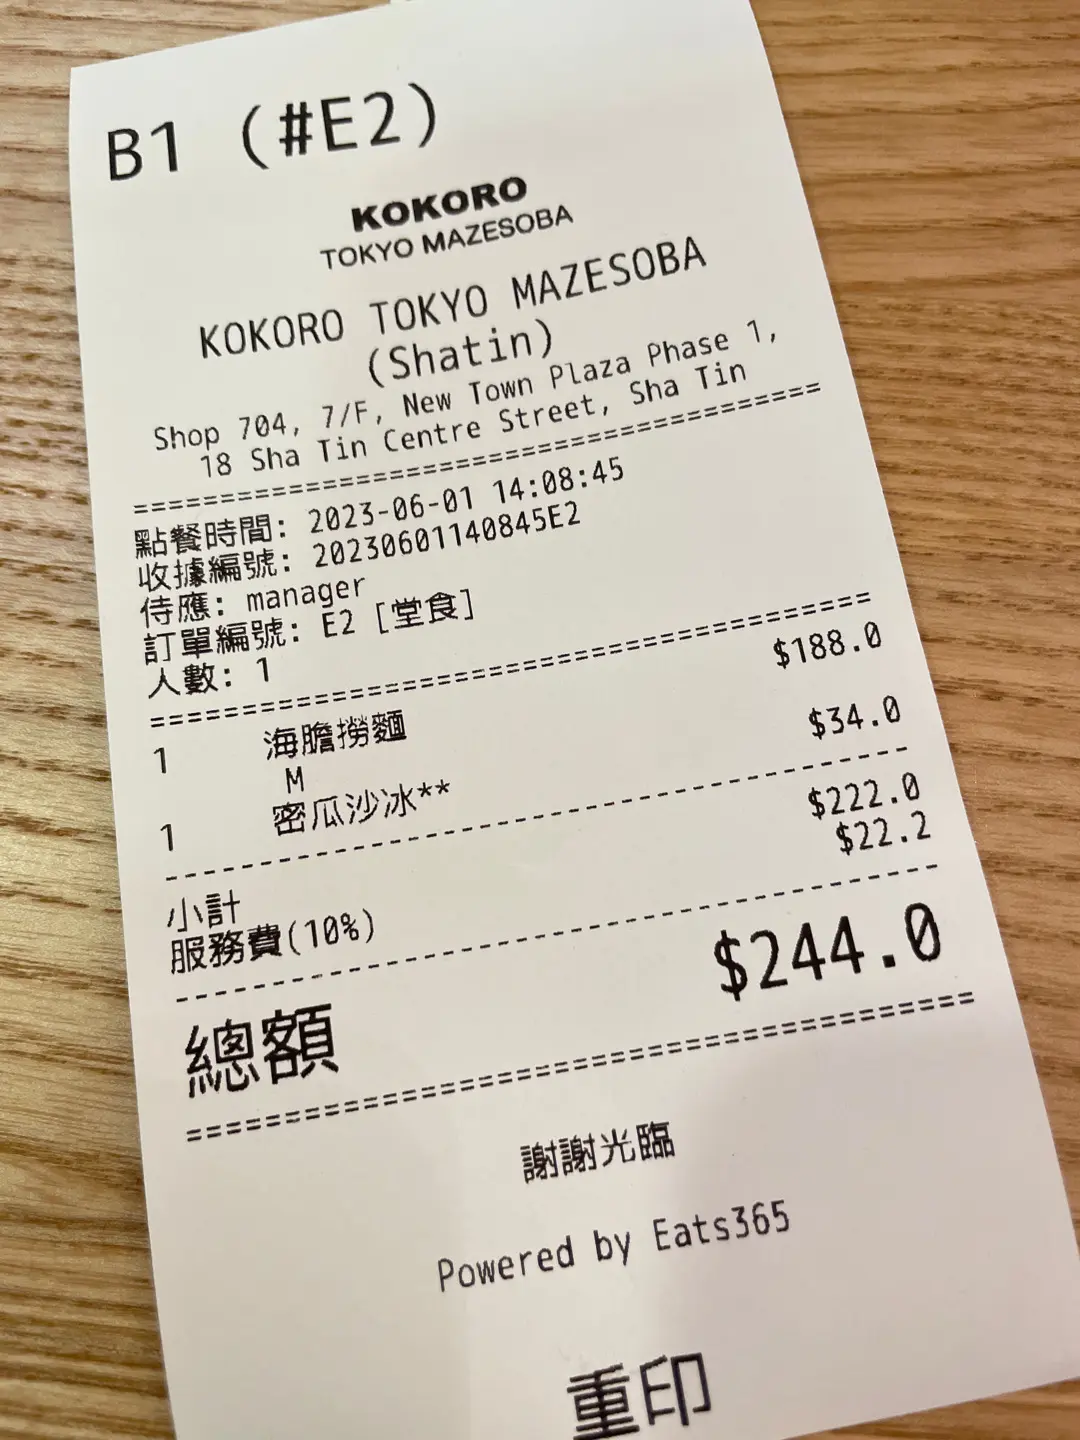 B1 (#E2)
KOKORO
TOKYO MAZESOBA
KOKORO TOKYO MAZESOBA
(Shatin)
Shop 704, 7/F, New Town Plaza Phase 1,
18 Sha Tin Centre Street, Sha Tin
========================================
點餐時間: 2023-06-01 14:08:45
收據編號: 20230601140845E2
侍應: manager
訂單編號: E2 [堂食]
人數: 1
========================================
1 海膽撈麵 $188.0
M
1 密瓜沙冰** $34.0
----------------------------------------
小計 $222.0
服務費(10%) $22.2
----------------------------------------
總額 $244.0
========================================
謝謝光臨
Powered by Eats365
重印